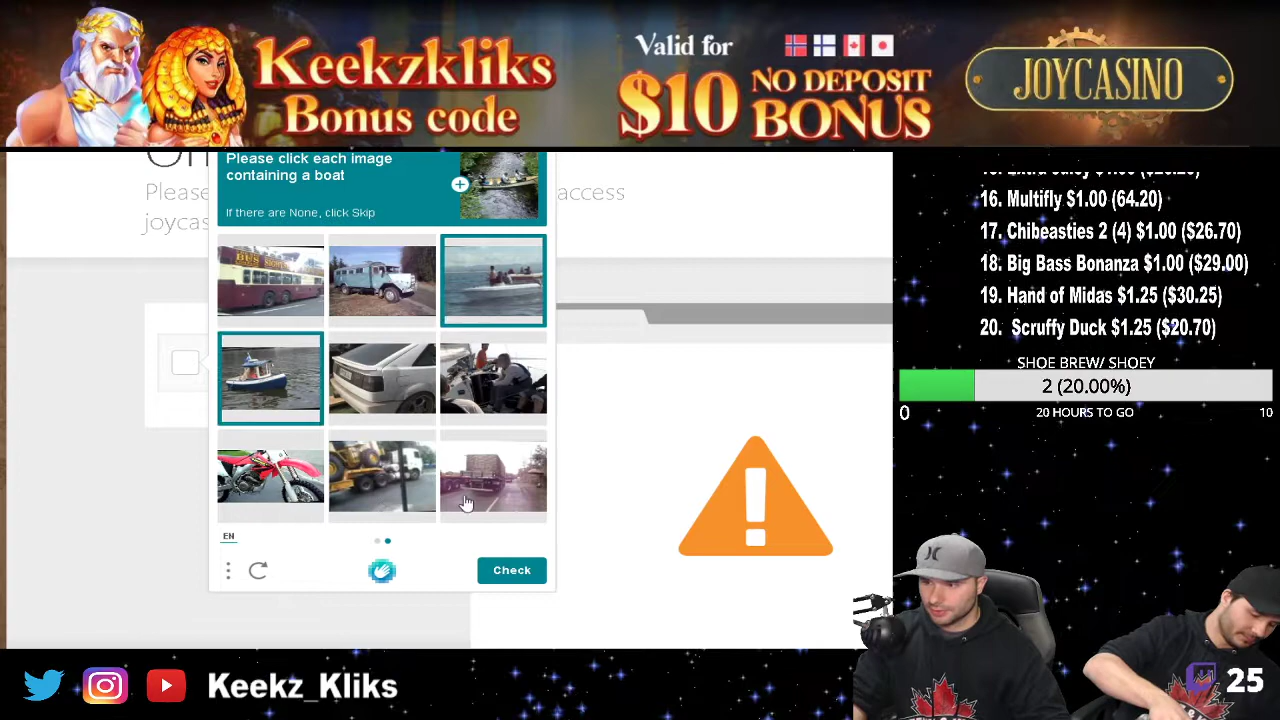 Keekzkliks
Bonus code
Valid for
$10 NO DEPOSIT
BONUS
JOYCASINO
Please click each image
containing a boat
If there are None, click Skip
Please
access
joycas
BUS
EN
Check
16. Multifly $1.00 (64.20)
17. Chibeasties 2 (4) $1.00 ($26.70)
18. Big Bass Bonanza $1.00 ($29.00)
19. Hand of Midas $1.25 ($30.25)
20. Scruffy Duck $1.25 ($20.70)
SHOE BREW/ SHOEY
2 (20.00%)
0
20 HOURS TO GO
10
Keekz_Kliks
25